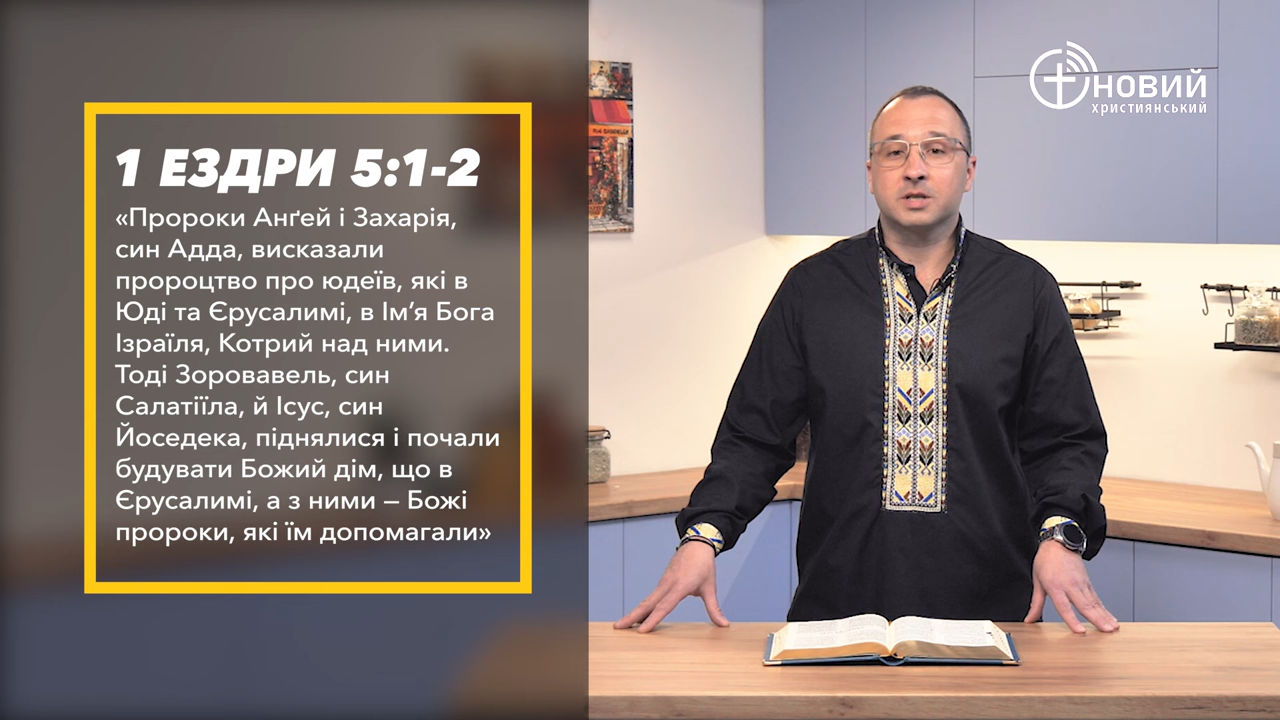 1 ЕЗДРИ 5:1-2
«Пророки Анґей і Захарія,
син Адда, висказали
пророцтво про юдеїв, які в
Юді та Єрусалимі, в Ім’я Бога
Ізраїля, Котрий над ними.
Тоді Зоровавель, син
Салатіїла, й Ісус, син
Йоседека, піднялися і почали
будувати Божий дім, що в
Єрусалимі, а з ними — Божі
пророки, які їм допомагали»
НОВИЙ
християнський